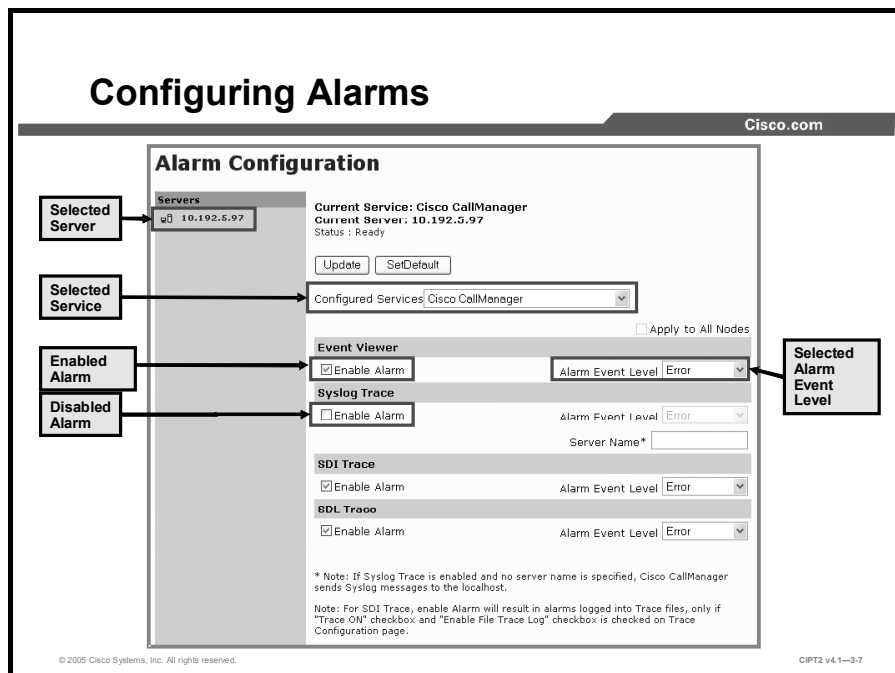 Configuring Alarms
Cisco.com
Alarm Configuration
Servers
10.192.5.97
Current Service: Cisco CallManager
Current Server: 10.192.5.97
Status : Ready
Update SetDefault
Configured Services Cisco CallManager
Apply to All Nodes
Event Viewer
Enable Alarm Alarm Event Level Error
Syslog Trace
Enable Alarm Alarm Event Level Error
Server Name*
SDI Trace
Enable Alarm Alarm Event Level Error
SDL Trace
Enable Alarm Alarm Event Level Error
* Note: If Syslog Trace is enabled and no server name is specified, Cisco CallManager
sends Syslog messages to the localhost.
Note: For SDI Trace, enable Alarm will result in alarms logged into Trace files, only if
"Trace ON" checkbox and "Enable File Trace Log" checkbox is checked on Trace
Configuration page.
Selected
Server
Selected
Service
Enabled
Alarm
Disabled
Alarm
Selected
Alarm
Event
Level
© 2005 Cisco Systems, Inc. All rights reserved.
CIPT2 v4.1—3-7